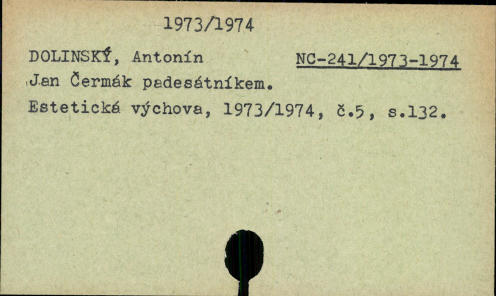 1973/1974
DOLINSKÝ, Antonín NC-241/1973-1974
Jan Čermák padesátníkem.
Estetická výchova, 1973/1974, č.5, s.132.